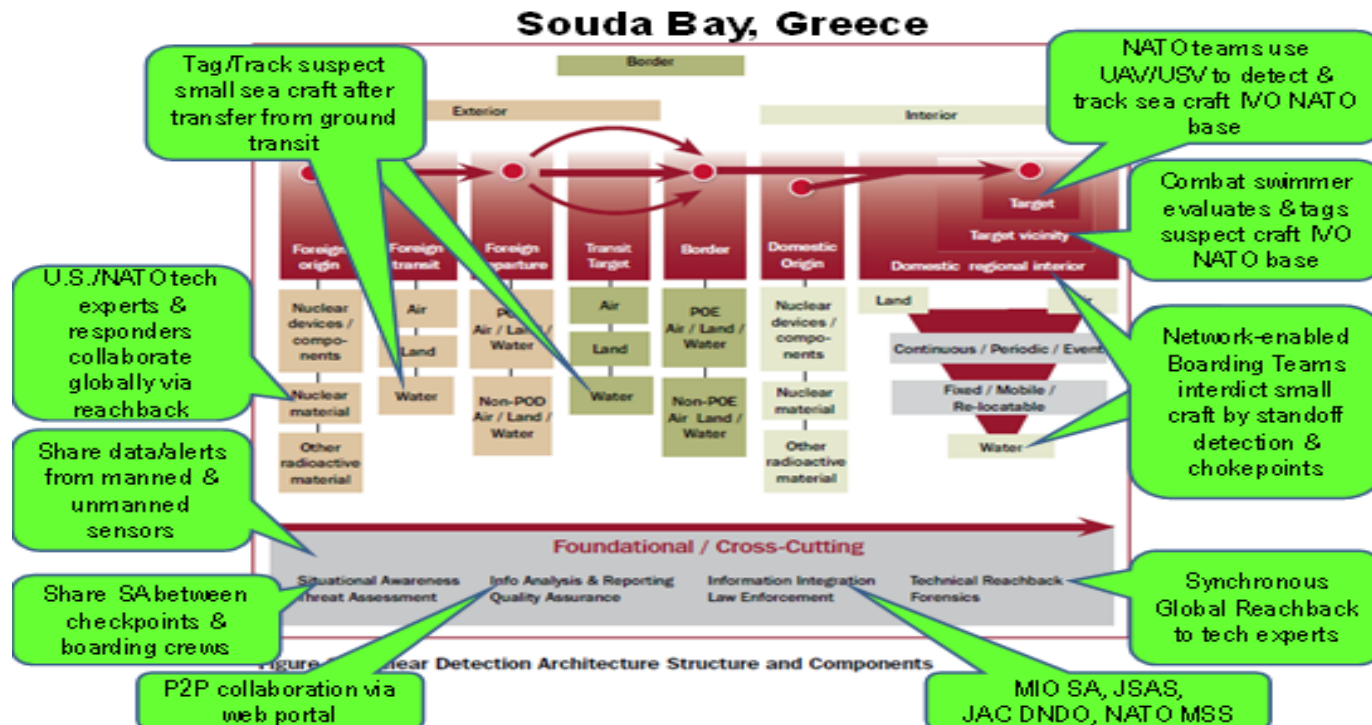 Souda Bay, Greece
Tag/Track suspect
small sea craft after
transfer from ground
transit
Border
Exterior
Interior
NATO teams use
UAV/USV to detect &
track sea craft IVO NATO
base
Combat swimmer
evaluates & tags
suspect craft IVO
NATO base
Network-enabled
Boarding Teams
interdict small
craft by standoff
detection &
chokepoints
Target
Target vicinity
Domestic regional interior
Foreign
origin
Foreign
transit
Foreign
Transit
Target
Border
Domestic
Origin
U.S./NATO tech
experts &
responders
collaborate
globally via
reachback
Nuclear
devices /
compo-
nents
Nuclear
material
Other
radioactive
material
Air
Land
Water
Air / Land /
Water
Non-POD
Air / Land /
Water
Air
Land
Water
POE
Air / Land /
Water
Non-POE
Air Land /
Water
Nuclear
devices /
compo-
nents
Nuclear
material
Other
radioactive
material
Land
Continuous / Periodic / Event
Fixed / Mobile /
Re-locatable
Water
Share data/alerts
from manned &
unmanned
sensors
Foundational / Cross-Cutting
Situational Awareness
Threat Assessment
Info Analysis & Reporting
Quality Assurance
Information Integration
Law Enforcement
Technical Reachback
Forensics
Share SA between
checkpoints &
boarding crews
Synchronous
Global Reachback
to tech experts
Detection Architecture Structure and Components
P2P collaboration via
web portal
MIO SA, JSAS,
JAC DNDO, NATO MSS